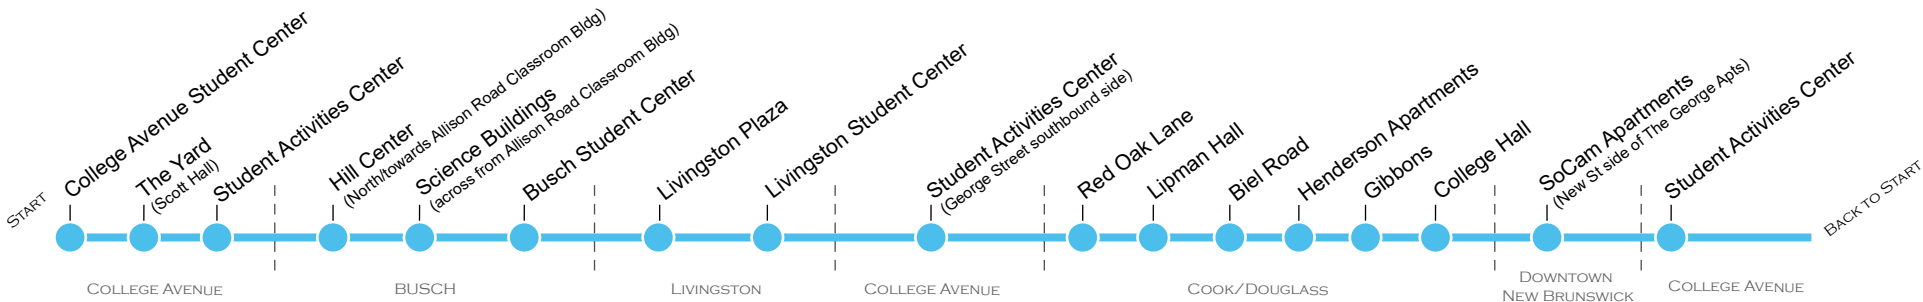 START
College Avenue Student Center
The Yard
(Scott Hall)
Student Activities Center
Hill Center
(North/towards Allison Road Classroom Bldg)
Science Buildings
(across from Allison Road Classroom Bldg)
Busch Student Center
Livingston Plaza
Livingston Student Center
Student Activities Center
(George Street southbound side)
Red Oak Lane
Lipman Hall
Biel Road
Henderson Apartments
Gibbons
College Hall
SoCam Apartments
(New St side of The George Apts)
Student Activities Center
BACK TO START
COLLEGE AVENUE
BUSCH
LIVINGSTON
COLLEGE AVENUE
COOK/DOUGLASS
DOWNTOWN
NEW BRUNSWICK
COLLEGE AVENUE